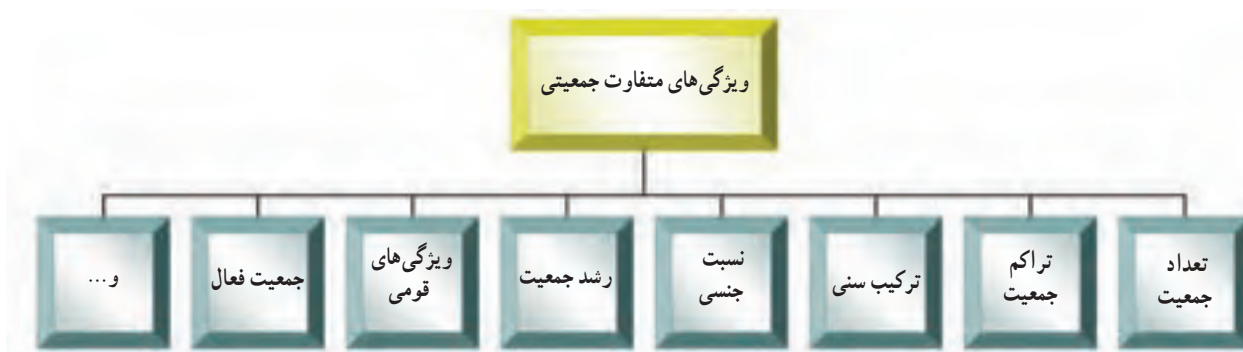 ویژگی‌های متفاوت جمعیتی
تعداد
جمعیت
تراکم
جمعیت
ترکیب سنی
نسبت
جنسی
رشد جمعیت
ویژگی‌های
قومی
جمعیت فعال
و...